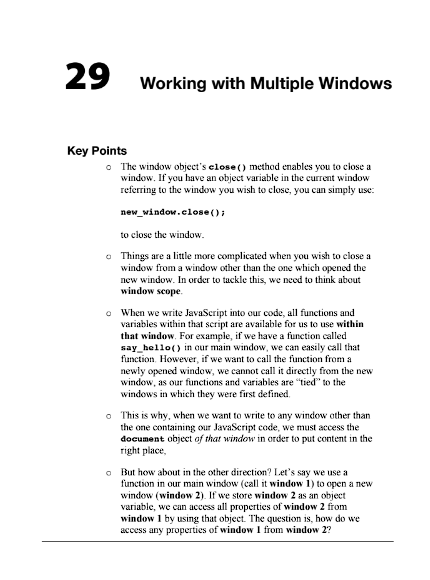 29 Working with Multiple Windows
Key Points
o The window object's close() method enables you to close a
window. If you have an object variable in the current window
referring to the window you wish to close, you can simply use:
new_window.close();
to close the window.
o Things are a little more complicated when you wish to close a
window from a window other than the one which opened the
new window. In order to tackle this, we need to think about
window scope.
o When we write JavaScript into our code, all functions and
variables within that script are available for us to use within
that window. For example, if we have a function called
say_hello() in our main window, we can easily call that
function. However, if we want to call the function from a
newly opened window, we cannot call it directly from the new
window, as our functions and variables are “tied” to the
windows in which they were first defined.
o This is why, when we want to write to any window other than
the one containing our JavaScript code, we must access the
document object of that window in order to put content in the
right place,
o But how about in the other direction? Let's say we use a
function in our main window (call it window 1) to open a new
window (window 2). If we store window 2 as an object
variable, we can access all properties of window 2 from
window 1 by using that object. The question is, how do we
access any properties of window 1 from window 2?